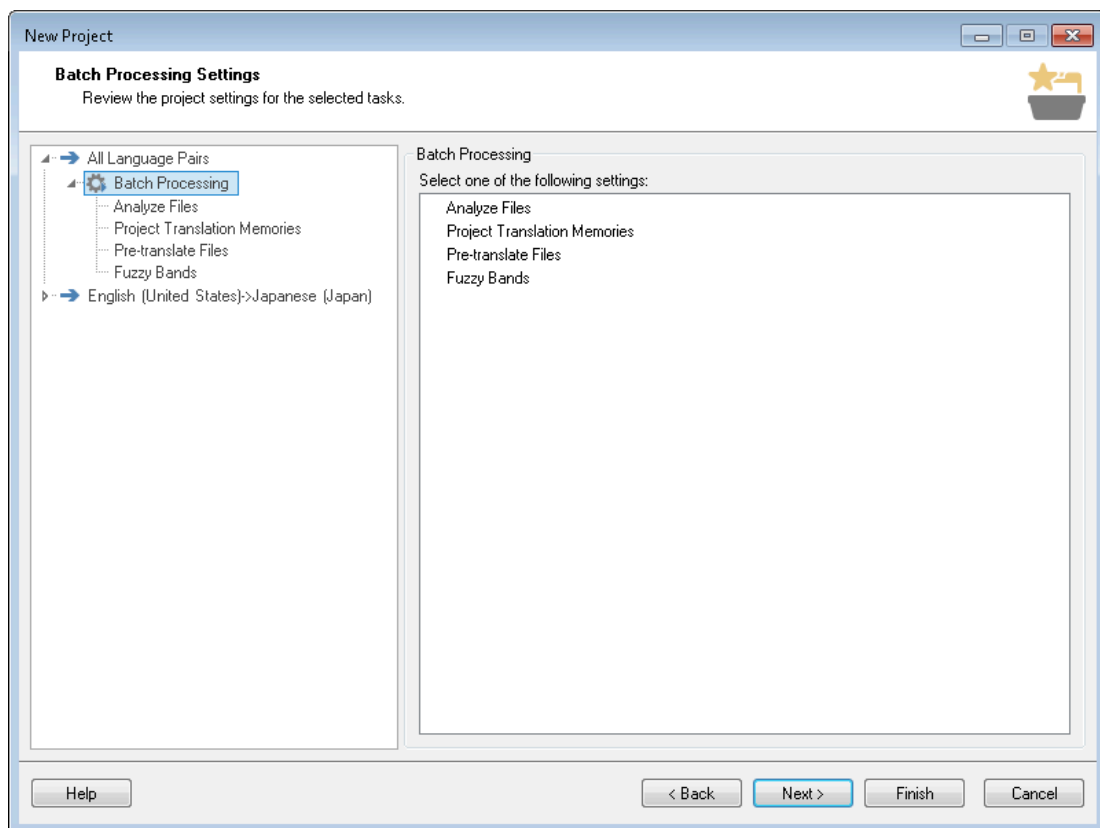 New Project
Batch Processing Settings
Review the project settings for the selected tasks.
All Language Pairs
Batch Processing
Analyze Files
Project Translation Memories
Pre-translate Files
Fuzzy Bands
English (United States)->Japanese (Japan)
Batch Processing
Select one of the following settings:
Analyze Files
Project Translation Memories
Pre-translate Files
Fuzzy Bands
Help
< Back
Next >
Finish
Cancel